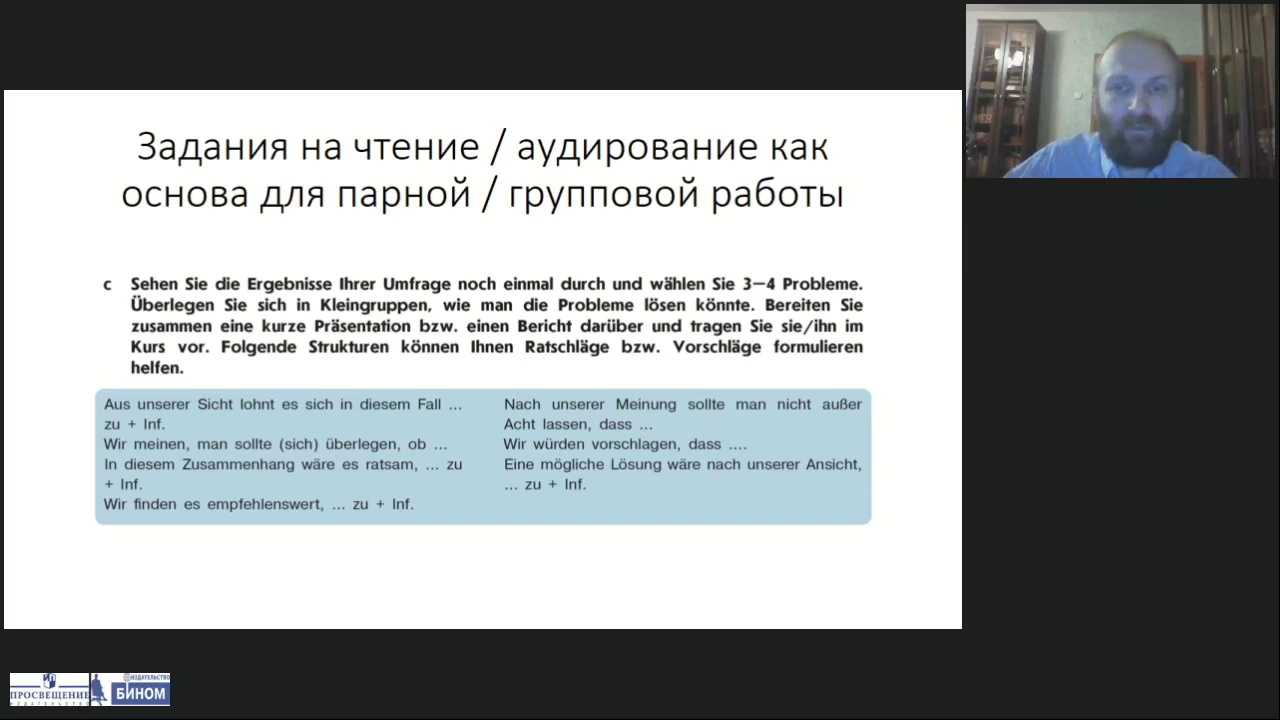 Задания на чтение / аудирование как
основа для парной / групповой работы
c Sehen Sie die Ergebnisse Ihrer Umfrage noch einmal durch und wählen Sie 3–4 Probleme.
Überlegen Sie sich in Kleingruppen, wie man die Probleme lösen könnte. Bereiten Sie
zusammen eine kurze Präsentation bzw. einen Bericht darüber und tragen Sie sie/ihn im
Kurs vor. Folgende Strukturen können Ihnen Ratschläge bzw. Vorschläge formulieren
helfen.
Aus unserer Sicht lohnt es sich in diesem Fall ...
zu + Inf.
Wir meinen, man sollte (sich) überlegen, ob ...
In diesem Zusammenhang wäre es ratsam, ... zu
+ Inf.
Wir finden es empfehlenswert, ... zu + Inf.
Nach unserer Meinung sollte man nicht außer
Acht lassen, dass ...
Wir würden vorschlagen, dass ....
Eine mögliche Lösung wäre nach unserer Ansicht,
... zu + Inf.
ПРОСВЕЩЕНИЕ
ИЗДАТЕЛЬСТВО
ИЗДАТЕЛЬСТВО
БИНОМ